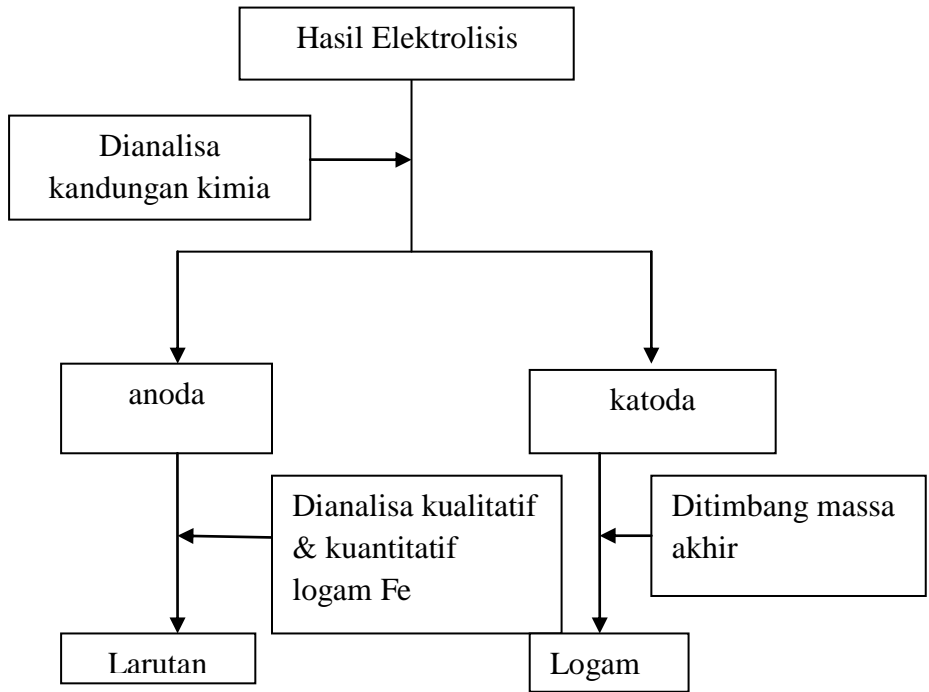 Hasil Elektrolisis
Dianalisa
kandungan kimia
anoda
katoda
Dianalisa kualitatif
& kuantitatif
logam Fe
Ditimbang massa
akhir
Larutan
Logam